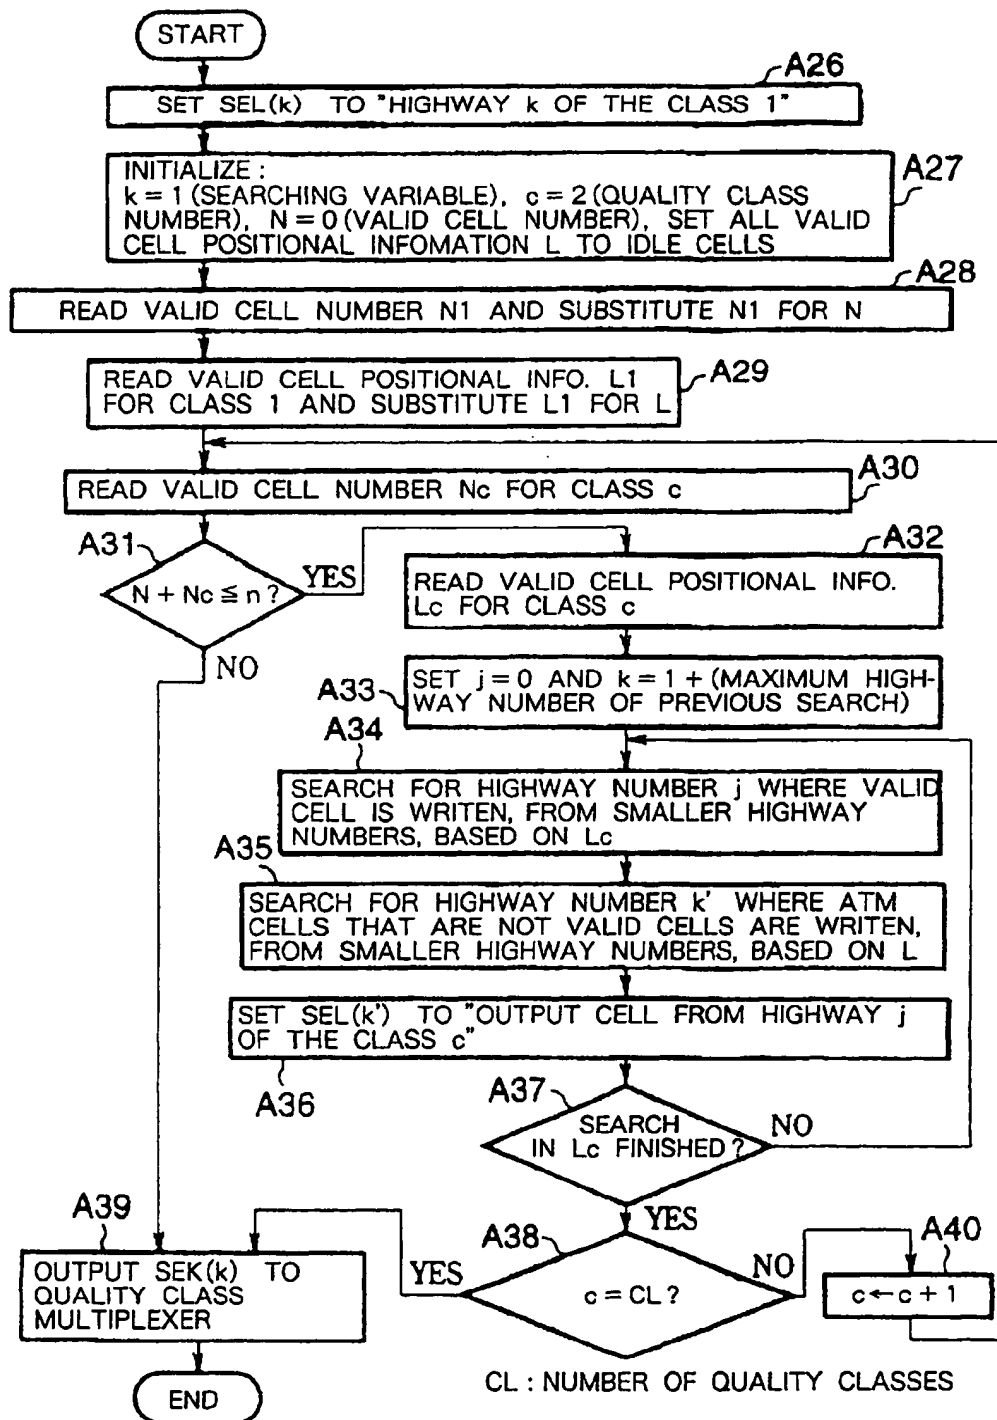 START
A26
SET SEL(k) TO "HIGHWAY k OF THE CLASS 1"
A27
INITIALIZE :
k = 1 (SEARCHING VARIABLE), c = 2 (QUALITY CLASS
NUMBER), N = 0 (VALID CELL NUMBER), SET ALL VALID
CELL POSITIONAL INFOMATION L TO IDLE CELLS
A28
READ VALID CELL NUMBER N1 AND SUBSTITUTE N1 FOR N
A29
READ VALID CELL POSITIONAL INFO. L1
FOR CLASS 1 AND SUBSTITUTE L1 FOR L
A30
READ VALID CELL NUMBER Nc FOR CLASS c
A31
N + Nc ≦ n ?
YES
NO
A32
READ VALID CELL POSITIONAL INFO.
Lc FOR CLASS c
A33
SET j = 0 AND k = 1 + (MAXIMUM HIGH-
WAY NUMBER OF PREVIOUS SEARCH)
A34
SEARCH FOR HIGHWAY NUMBER j WHERE VALID
CELL IS WRITEN, FROM SMALLER HIGHWAY
NUMBERS, BASED ON Lc
A35
SEARCH FOR HIGHWAY NUMBER k' WHERE ATM
CELLS THAT ARE NOT VALID CELLS ARE WRITEN,
FROM SMALLER HIGHWAY NUMBERS, BASED ON L
SET SEL(k') TO "OUTPUT CELL FROM HIGHWAY j
OF THE CLASS c"
A36
A37
SEARCH
IN Lc FINISHED ?
NO
YES
A38
c = CL ?
YES
NO
A39
OUTPUT SEK(k) TO
QUALITY CLASS
MULTIPLEXER
A40
c ← c + 1
END
CL : NUMBER OF QUALITY CLASSES